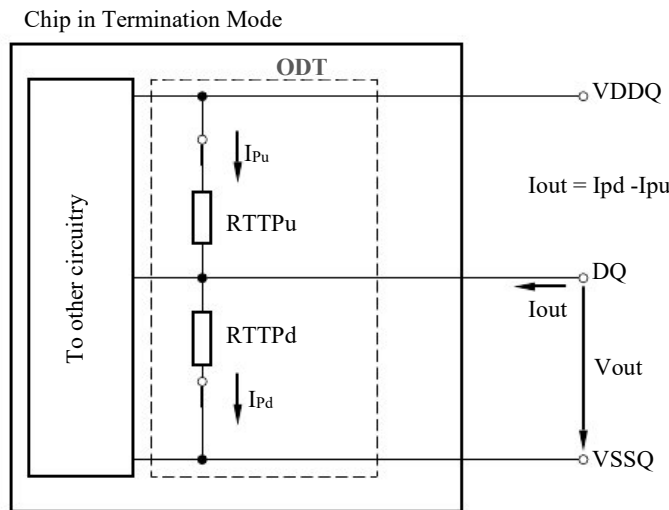 Chip in Termination Mode
ODT
VDDQ
IPu
Iout = Ipd -Ipu
RTTPu
To other circuitry
DQ
Iout
RTTPd
Vout
IPd
VSSQ